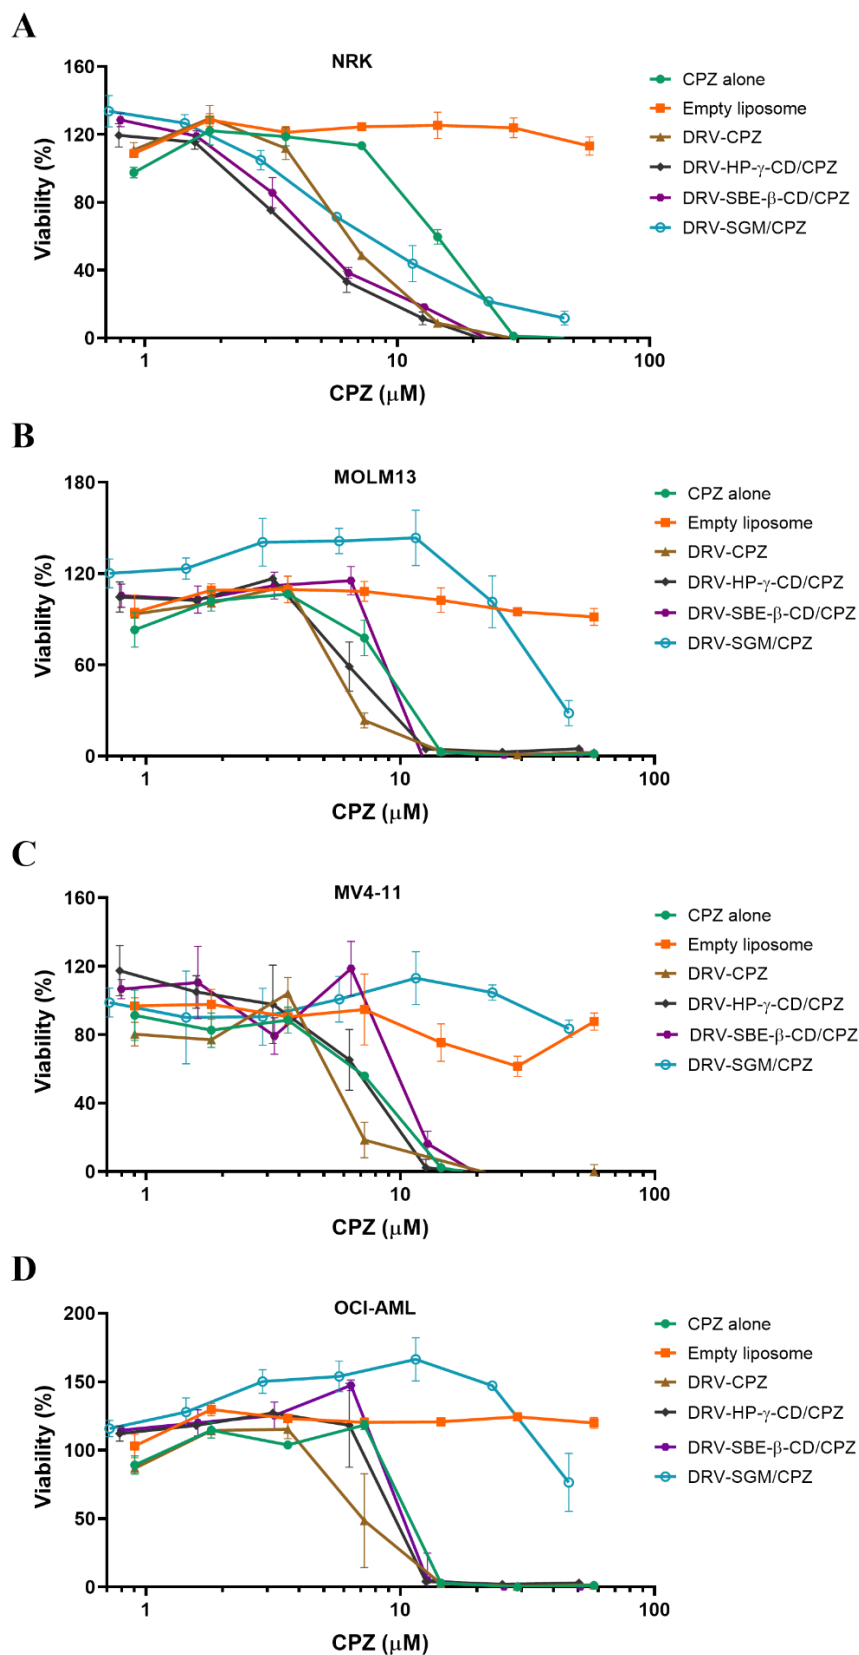 A
NRK
160
120
80
40
0
Viability (%)
1
10
100
CPZ (μM)
CPZ alone
Empty liposome
DRV-CPZ
DRV-HP-γ-CD/CPZ
DRV-SBE-β-CD/CPZ
DRV-SGM/CPZ
B
MOLM13
180
120
60
0
Viability (%)
1
10
100
CPZ (μM)
CPZ alone
Empty liposome
DRV-CPZ
DRV-HP-γ-CD/CPZ
DRV-SBE-β-CD/CPZ
DRV-SGM/CPZ
C
MV4-11
160
120
80
40
0
Viability (%)
1
10
100
CPZ (μM)
CPZ alone
Empty liposome
DRV-CPZ
DRV-HP-γ-CD/CPZ
DRV-SBE-β-CD/CPZ
DRV-SGM/CPZ
D
OCI-AML
200
150
100
50
0
Viability (%)
1
10
100
CPZ (μM)
CPZ alone
Empty liposome
DRV-CPZ
DRV-HP-γ-CD/CPZ
DRV-SBE-β-CD/CPZ
DRV-SGM/CPZ